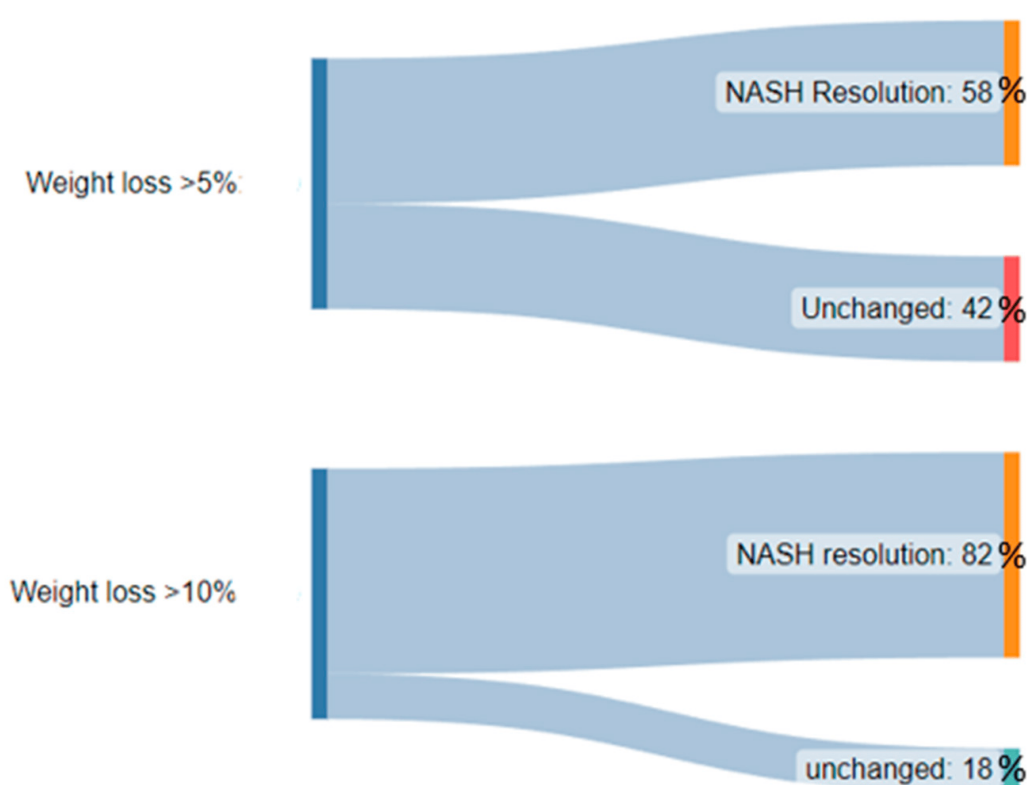 NASH Resolution: 58%
Weight loss >5%:
Unchanged: 42%
NASH resolution: 82%
Weight loss >10%
unchanged: 18%